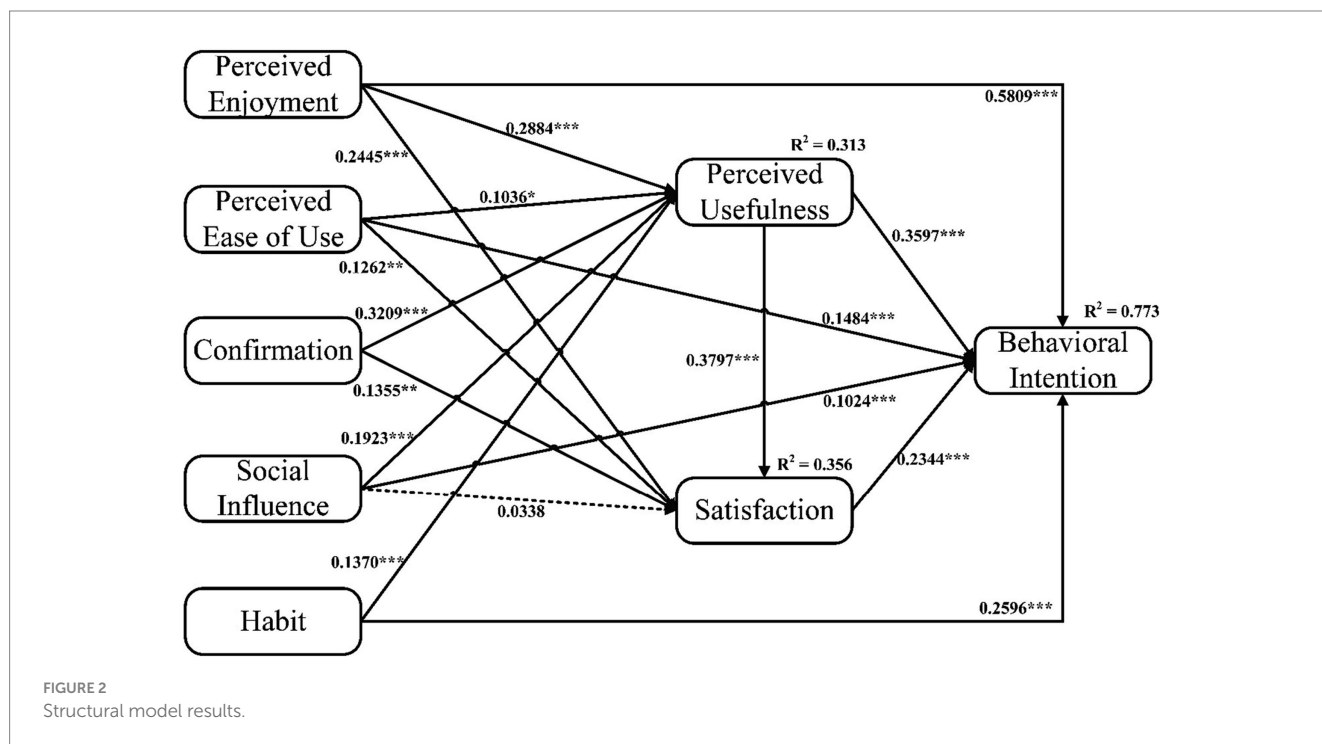 Perceived
Enjoyment
0.5809***
0.2884***
0.2445***
R² = 0.313
Perceived
Usefulness
Perceived
Ease of Use
0.1036*
0.1262**
0.3597***
R² = 0.773
0.3209***
0.1484***
Confirmation
Behavioral
Intention
0.3797***
0.1355**
0.1024***
0.1923***
0.2344***
R² = 0.356
Social
Influence
Satisfaction
0.0338
0.1370***
0.2596***
Habit
FIGURE 2
Structural model results.